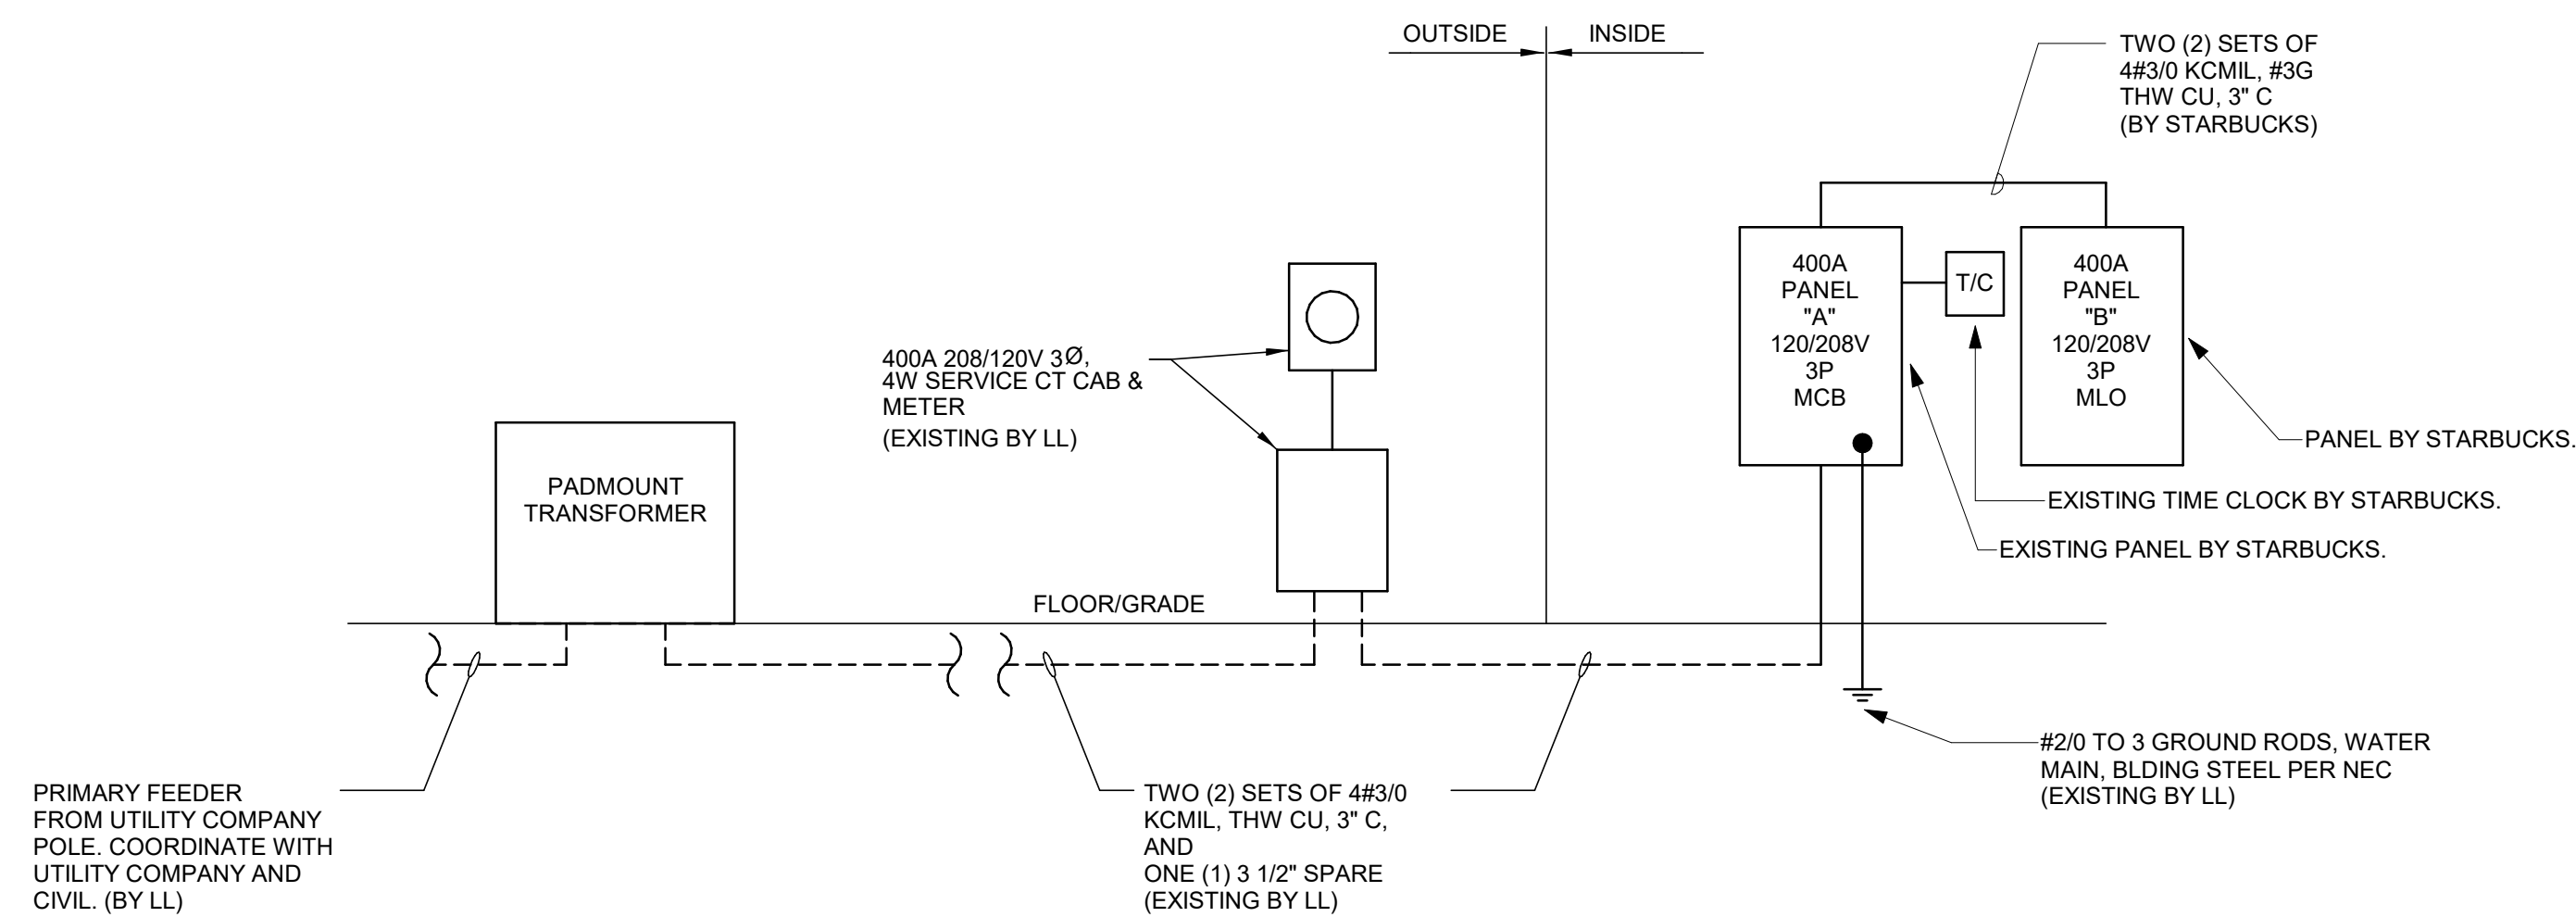 OUTSIDE
INSIDE
TWO (2) SETS OF
4#3/0 KCMIL, #3G
THW CU, 3" C
(BY STARBUCKS)
400A
PANEL
"A"
120/208V
3P
MCB
T/C
400A
PANEL
"B"
120/208V
3P
MLO
400A 208/120V 3Ø,
4W SERVICE CT CAB &
METER
(EXISTING BY LL)
PANEL BY STARBUCKS.
PADMOUNT
TRANSFORMER
EXISTING TIME CLOCK BY STARBUCKS.
EXISTING PANEL BY STARBUCKS.
FLOOR/GRADE
#2/0 TO 3 GROUND RODS, WATER
MAIN, BLDING STEEL PER NEC
(EXISTING BY LL)
PRIMARY FEEDER
FROM UTILITY COMPANY
POLE. COORDINATE WITH
UTILITY COMPANY AND
CIVIL. (BY LL)
TWO (2) SETS OF 4#3/0
KCMIL, THW CU, 3" C,
AND
ONE (1) 3 1/2" SPARE
(EXISTING BY LL)